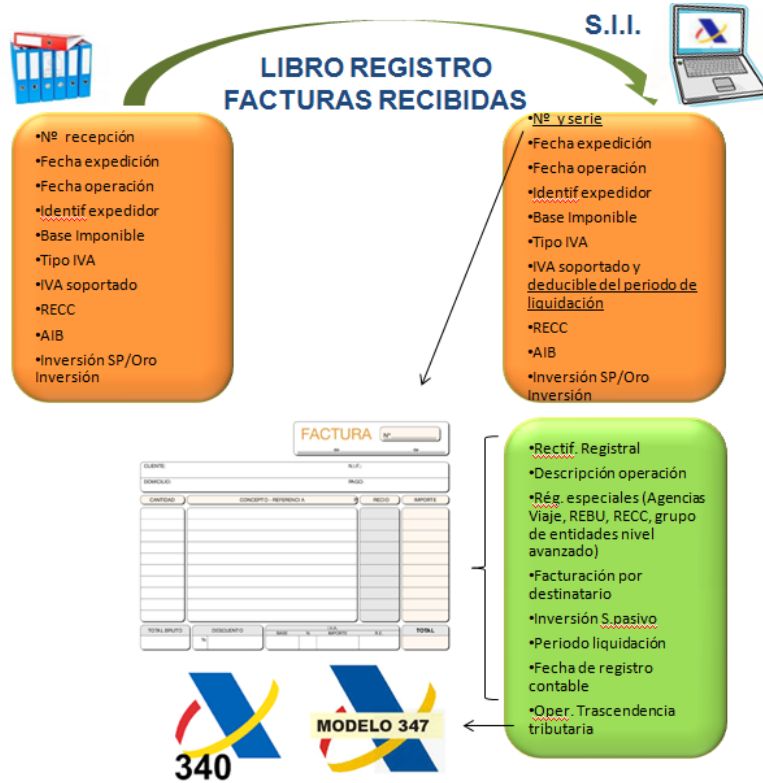 S.I.I.
LIBRO REGISTRO
FACTURAS RECIBIDAS
•Nº recepción
•Fecha expedición
•Fecha operación
•Identif expedidor
•Base Imponible
•Tipo IVA
•IVA soportado
•RECC
•AIB
•Inversión SP/Oro
Inversión
•Nº y serie
•Fecha expedición
•Fecha operación
•Identif expedidor
•Base Imponible
•Tipo IVA
•IVA soportado y
deducible del periodo de
liquidación
•RECC
•AIB
•Inversión SP/Oro
Inversión
FACTURA Nº
CLIENTE: N.I.F.:
DOMICILIO: PAGO:
CANTIDAD CONCEPTO - REFERENCIA PRECIO IMPORTE
TOTAL BRUTO DESCUENTO BASE % IMPORTE R.E. TOTAL
%
•Rectif. Registral
•Descripción operación
•Rég. especiales (Agencias
Viaje, REBU, RECC, grupo
de entidades nivel
avanzado)
•Facturación por
destinatario
•Inversión S.pasivo
•Periodo liquidación
•Fecha de registro
contable
•Oper. Trascendencia
tributaria
340
MODELO 347